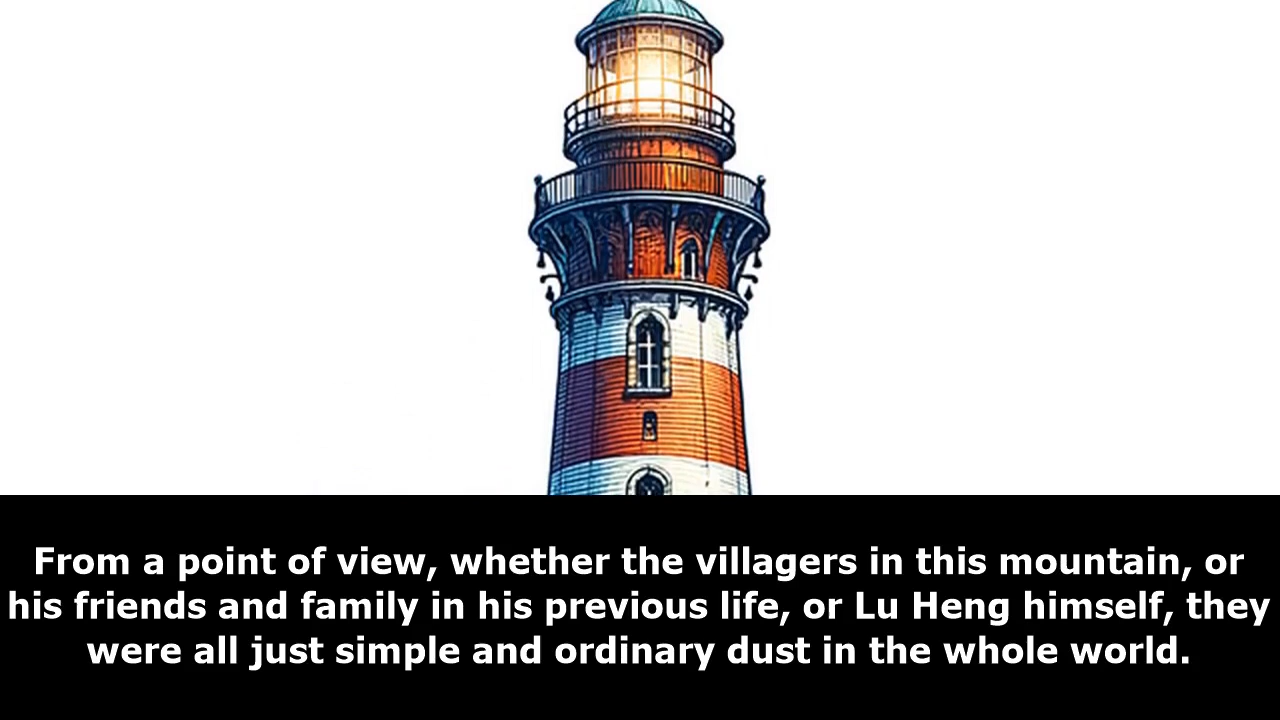 From a point of view, whether the villagers in this mountain, or
his friends and family in his previous life, or Lu Heng himself, they
were all just simple and ordinary dust in the whole world.